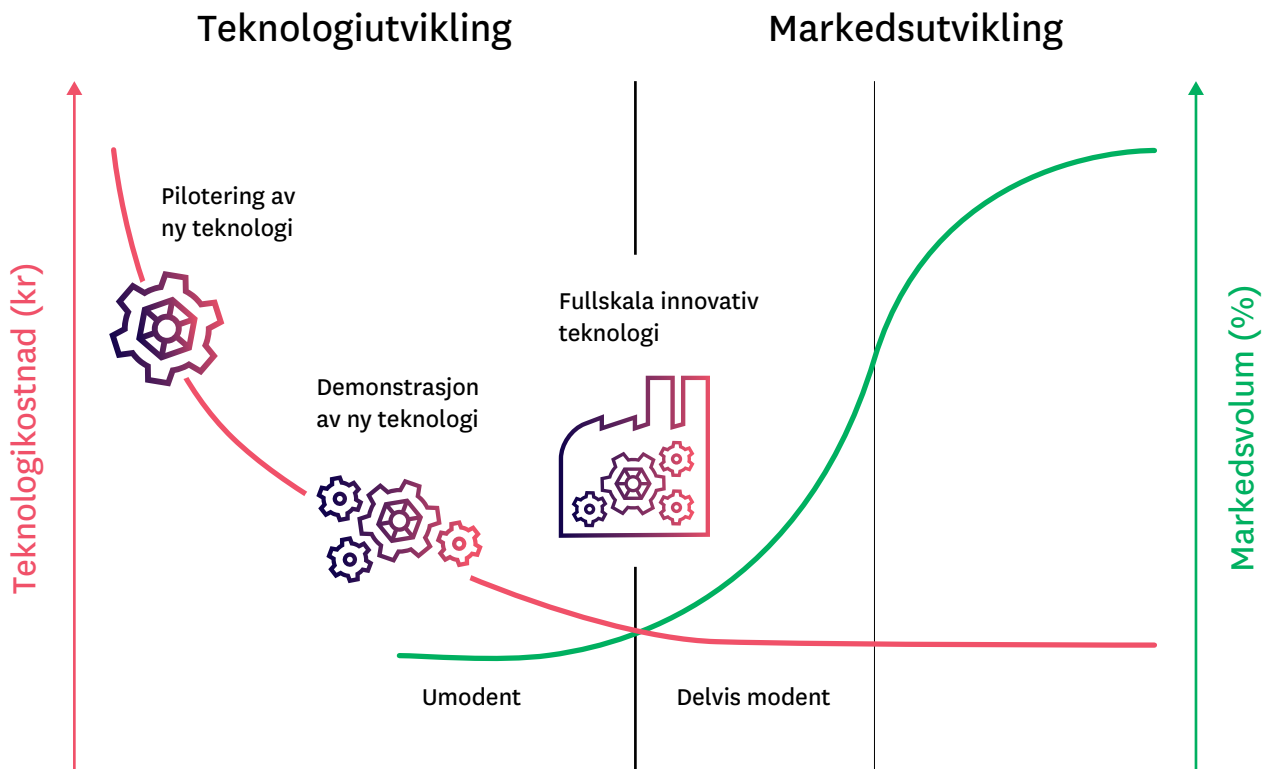 Teknologiutvikling
Markedsutvikling
Teknologikostnad (kr)
Pilotering av
ny teknologi
Demonstrasjon
av ny teknologi
Fullskala innovativ
teknologi
Umodent
Delvis modent
Markedsvolum (%)